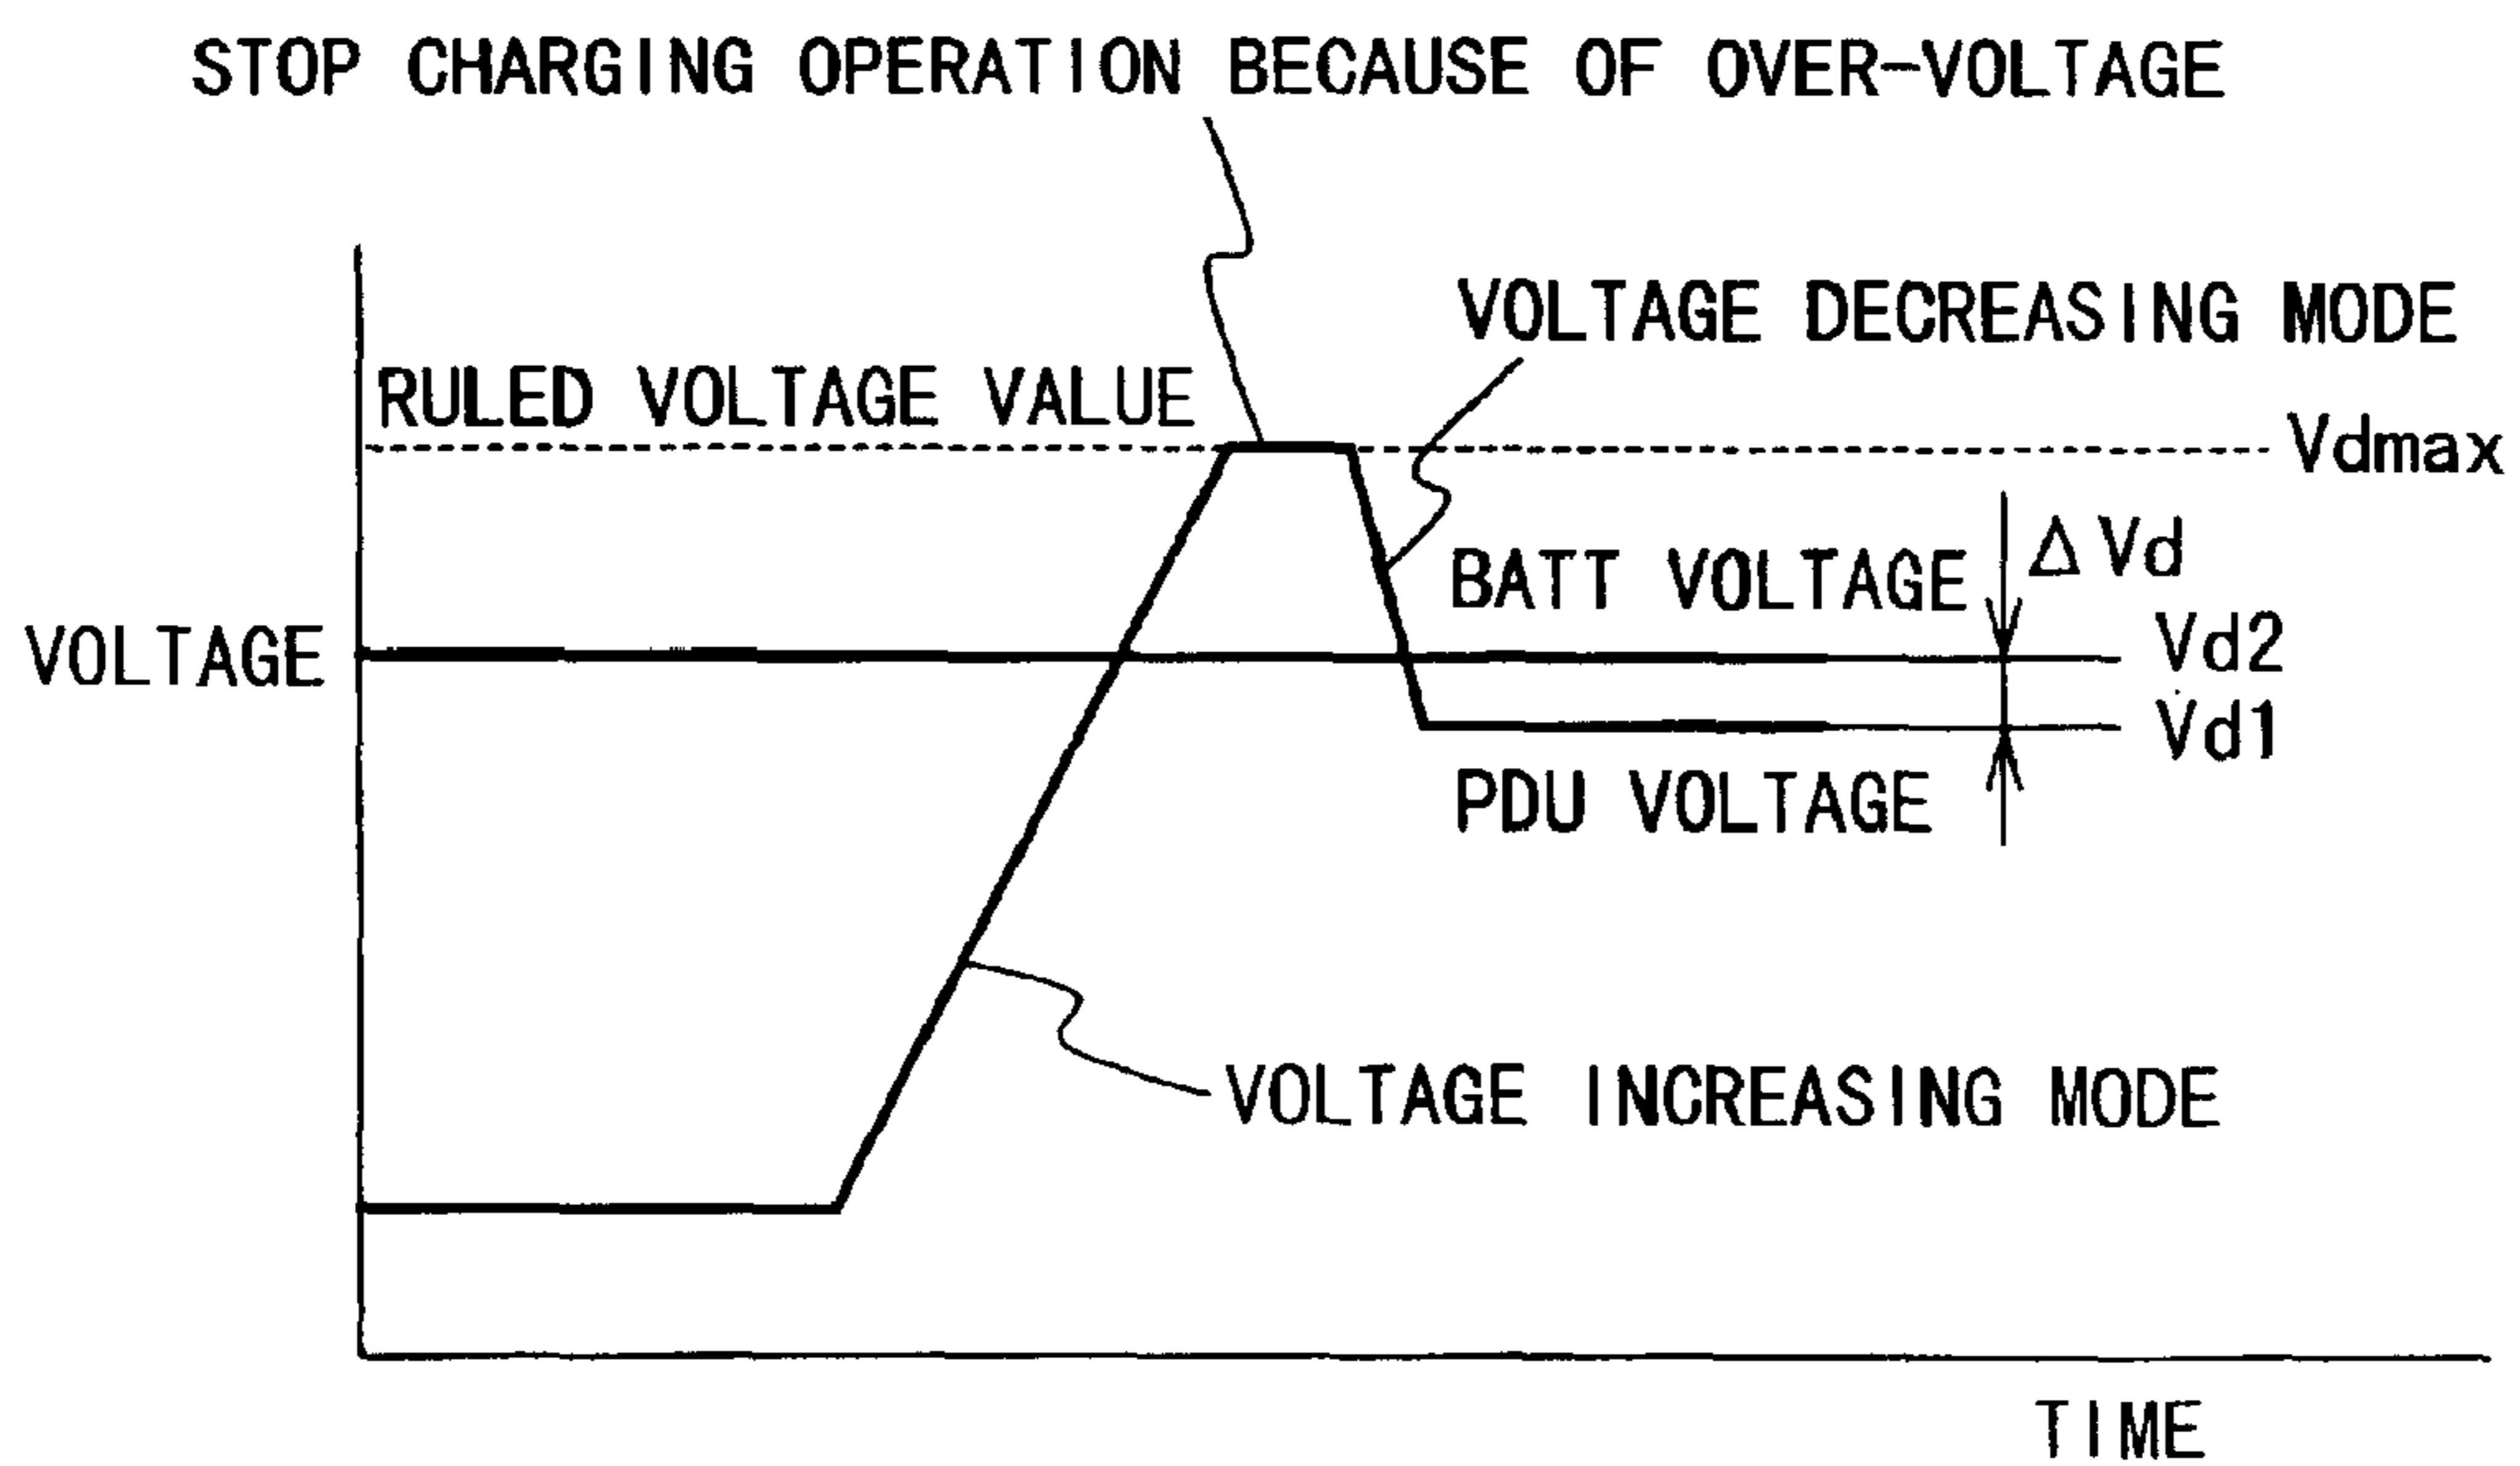 STOP CHARGING OPERATION BECAUSE OF OVER-VOLTAGE
VOLTAGE DECREASING MODE
RULED VOLTAGE VALUE
Vdmax
BATT VOLTAGE
Δ Vd
VOLTAGE
Vd2
Vd1
PDU VOLTAGE
VOLTAGE INCREASING MODE
TIME